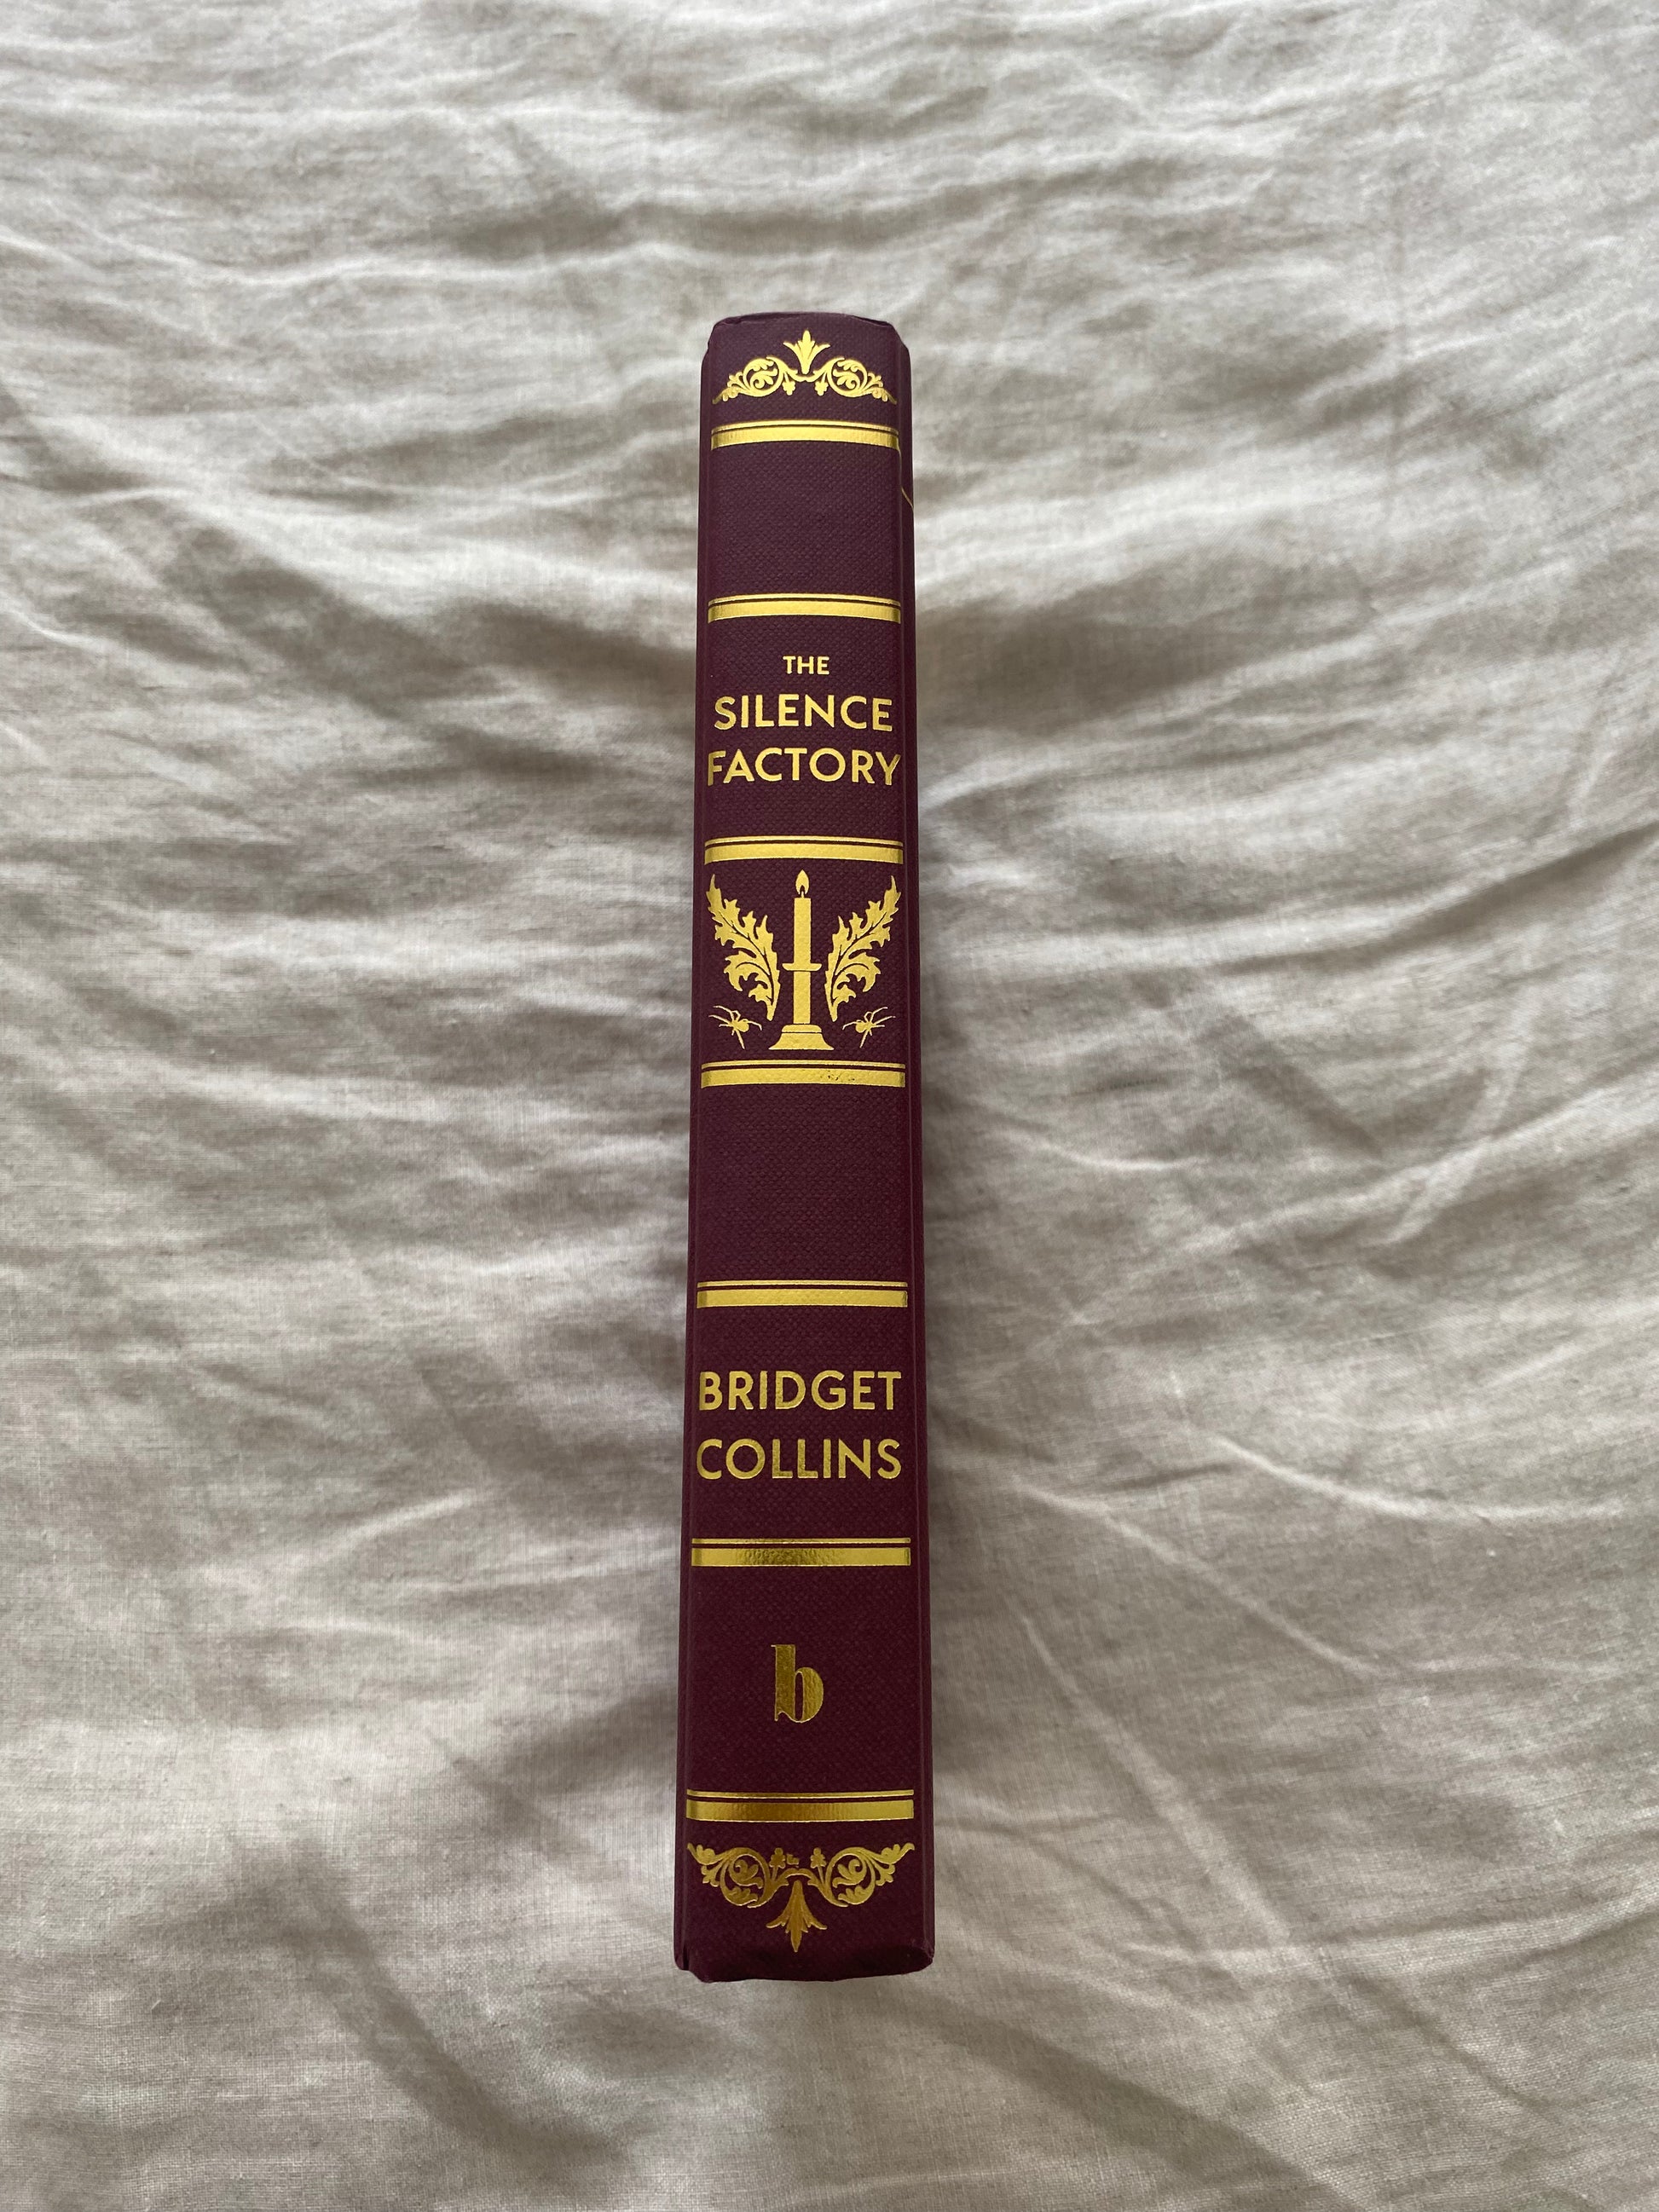 THE
SILENCE
FACTORY
BRIDGET
COLLINS
b